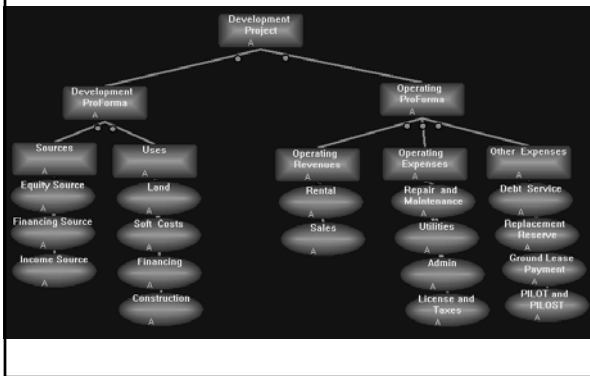 Development
Project
A
Development
ProForma
A
Operating
ProForma
A
Sources
A
Uses
A
Operating
Revenues
A
Operating
Expenses
A
Other Expenses
A
Equity Source
A
Land
A
Rental
A
Repair and
Maintenance
A
Debt Service
A
Financing Source
A
Soft Costs
A
Sales
A
Utilities
A
Replacement
Reserve
A
Income Source
A
Financing
A
Admin
A
Ground Lease
Payment
A
Construction
A
License and
Taxes
A
PILOT and
PILOST
A